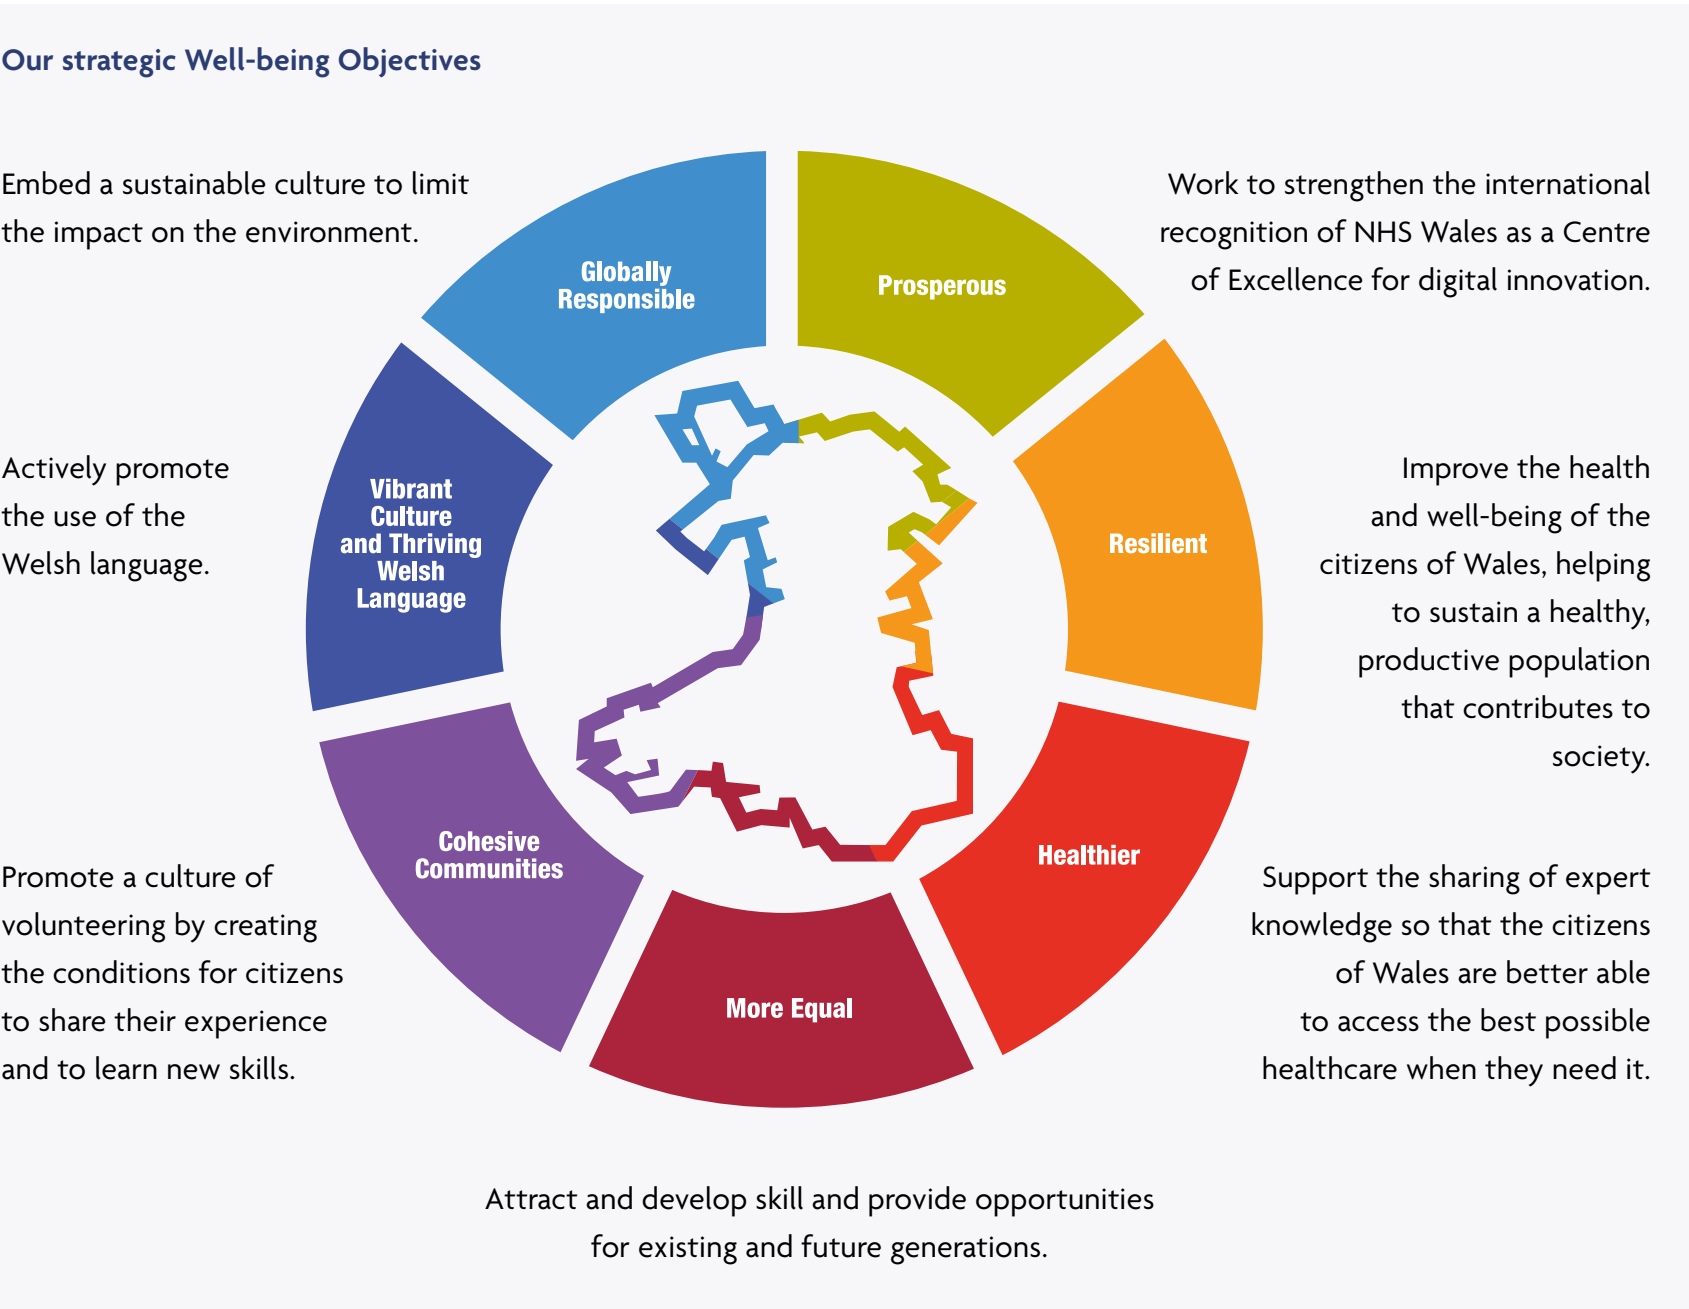 Our strategic Well-being Objectives
Embed a sustainable culture to limit
the impact on the environment.
Globally
Responsible
Prosperous
Work to strengthen the international
recognition of NHS Wales as a Centre
of Excellence for digital innovation.
Actively promote
the use of the
Welsh language.
Vibrant
Culture
and Thriving
Welsh
Language
Resilient
Improve the health
and well-being of the
citizens of Wales, helping
to sustain a healthy,
productive population
that contributes to
society.
Promote a culture of
volunteering by creating
the conditions for citizens
to share their experience
and to learn new skills.
Cohesive
Communities
More Equal
Healthier
Support the sharing of expert
knowledge so that the citizens
of Wales are better able
to access the best possible
healthcare when they need it.
Attract and develop skill and provide opportunities
for existing and future generations.